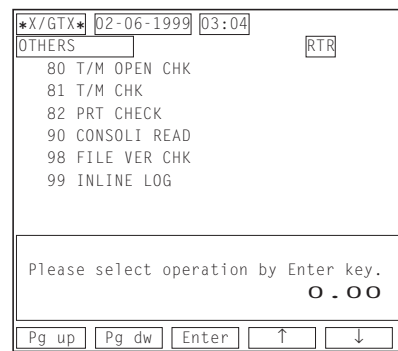 *X/GTX* 02-06-1999 03:04
OTHERS RTR
80 T/M OPEN CHK
81 T/M CHK
82 PRT CHECK
90 CONSOLI READ
98 FILE VER CHK
99 INLINE LOG
Please select operation by Enter key.
0.00
Pg up Pg dw Enter ↑ ↓